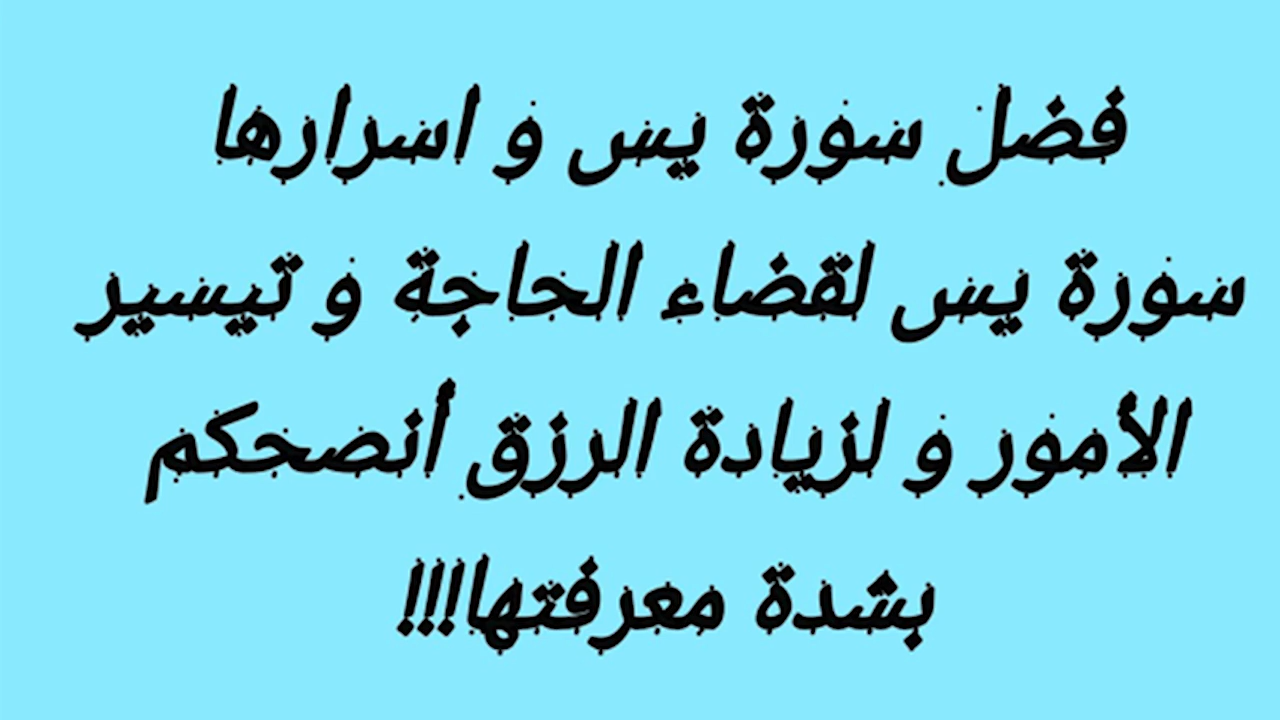 فضل سورة يس و اسرارها
سورة يس لقضاء الحاجة و تيسير
الأمور و لزيادة الرزق أنصحكم
بشدة معرفتها!!!